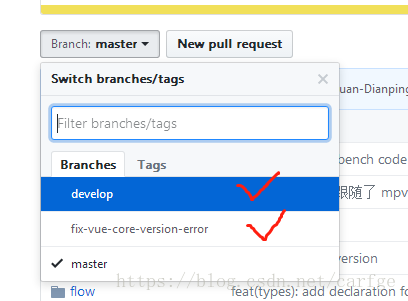 Branch: master
New pull request
Switch branches/tags
Filter branches/tags
uan-Dianping
Branches Tags
bench code
develop
跟随了 mpv
fix-vue-core-version-error
version
master
https://blog.csdn.net/carfge
flow
feat(types): add declaration fo